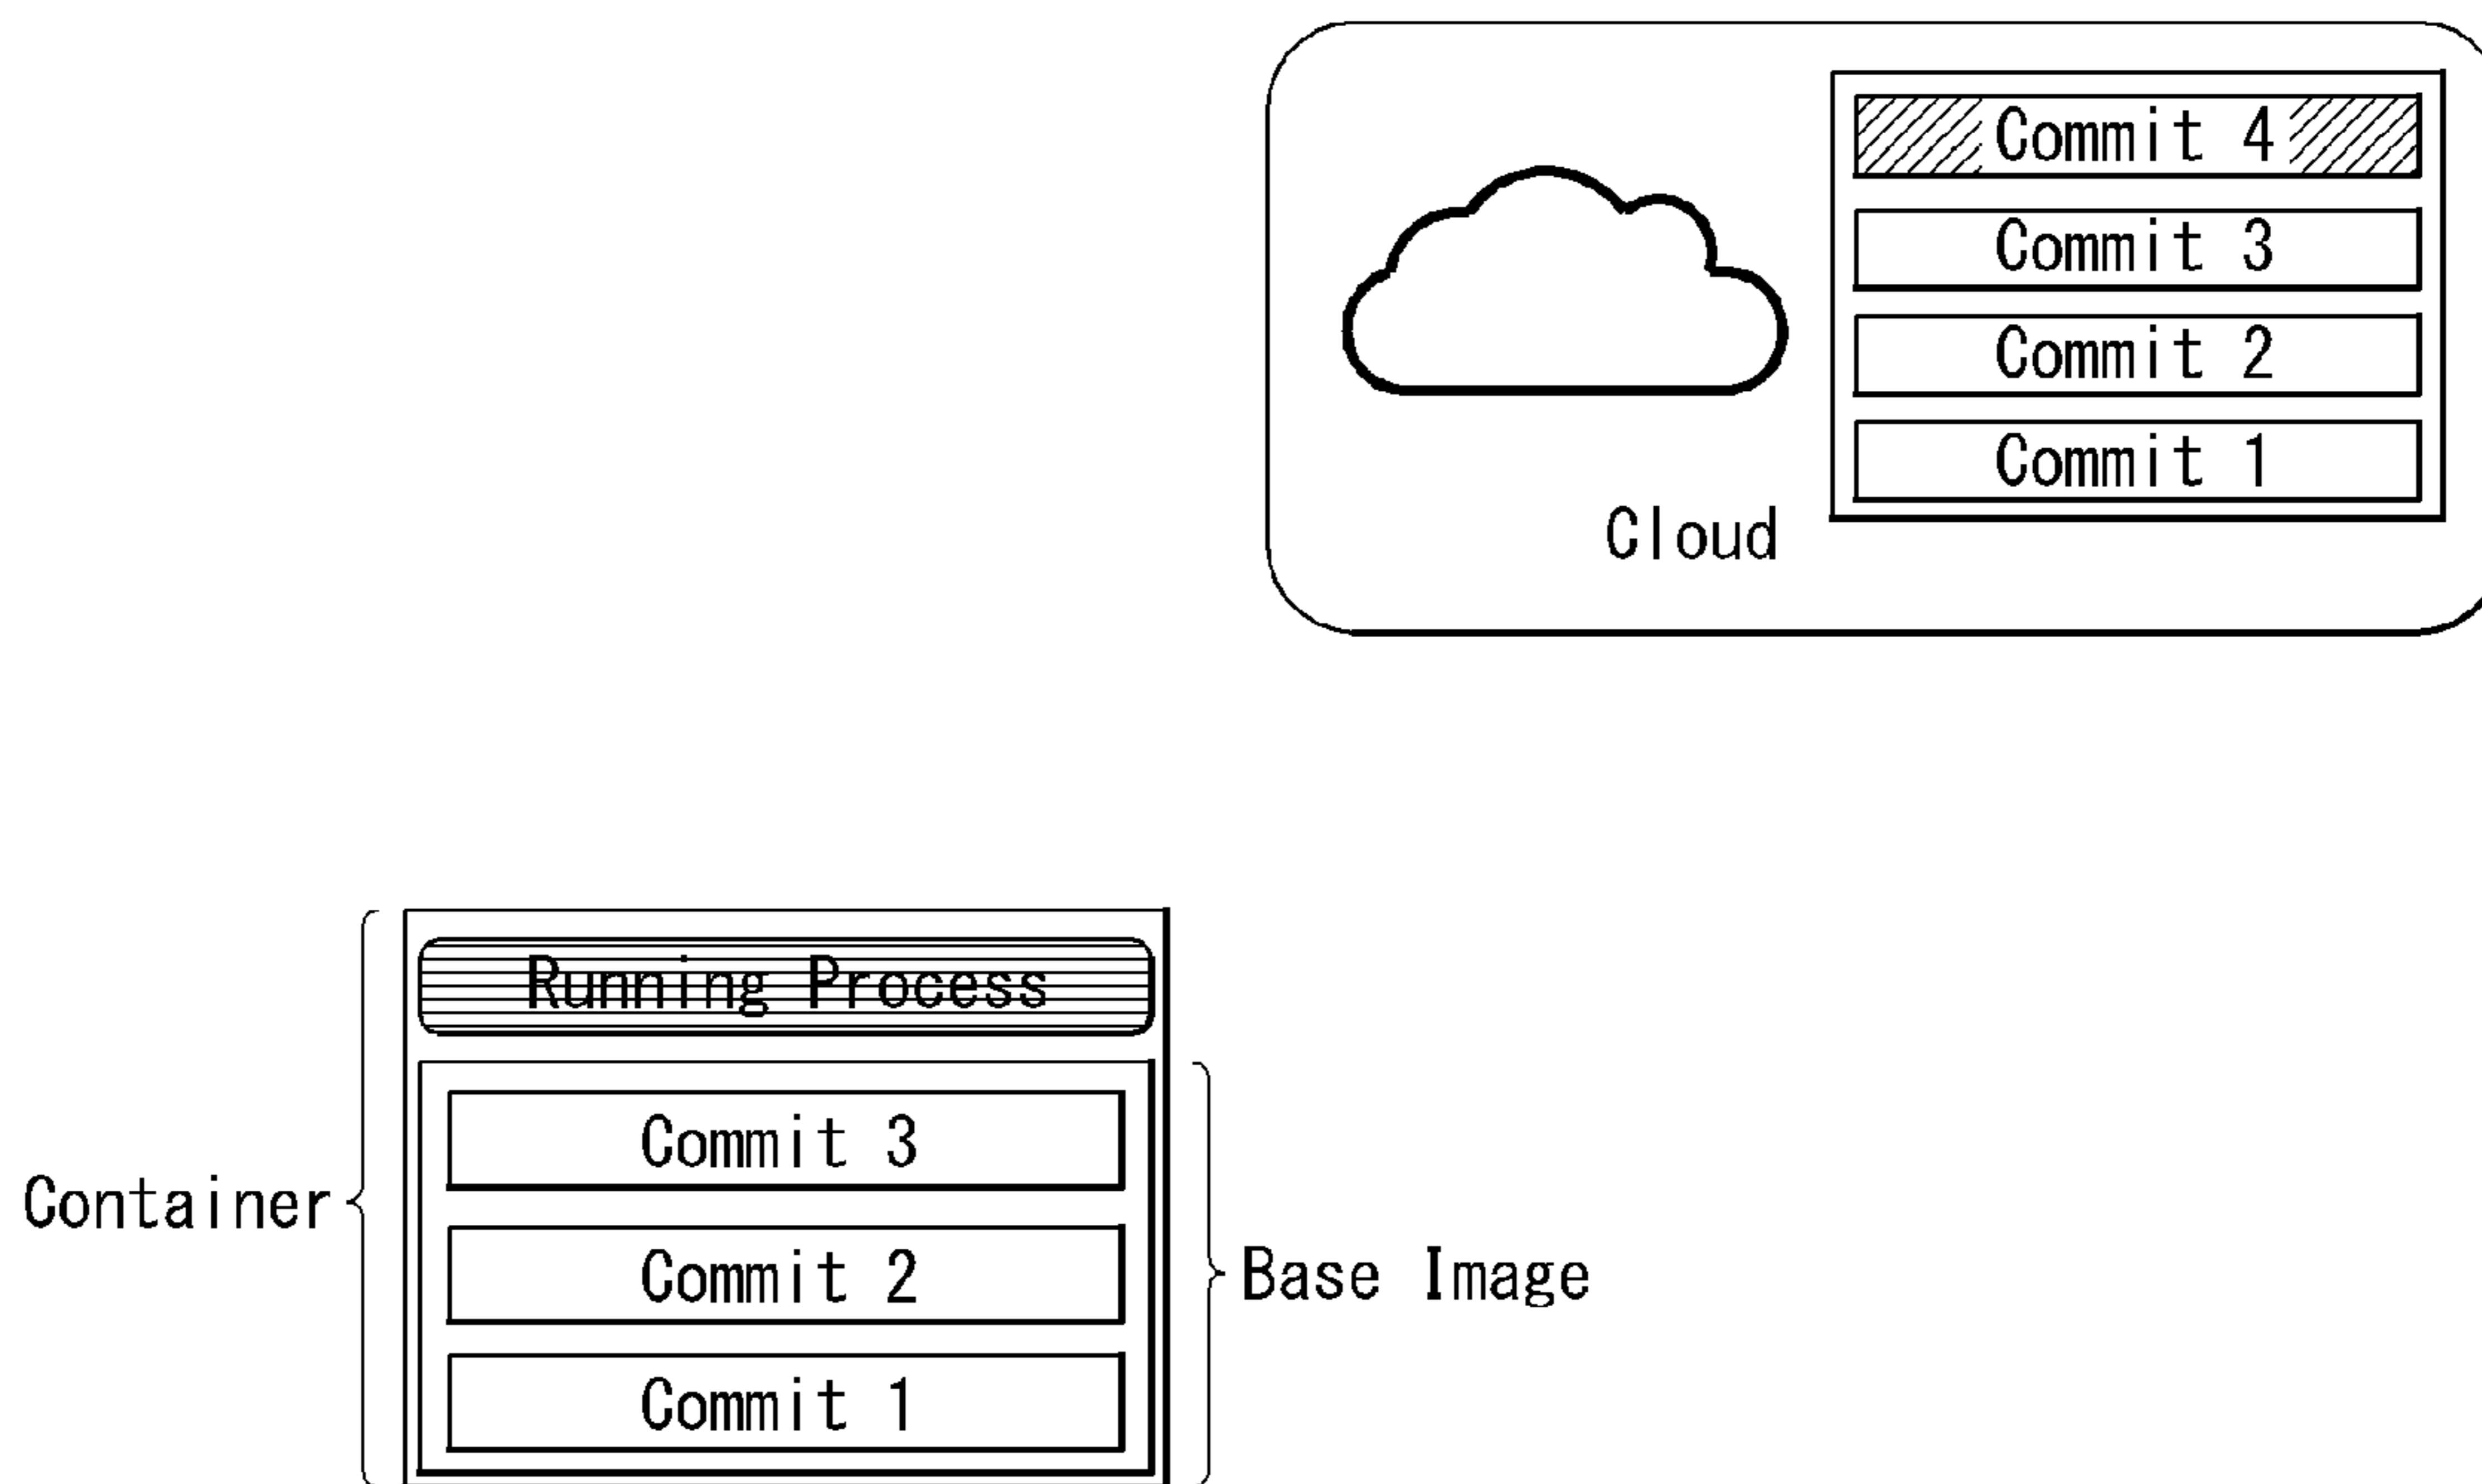 Commit 4
Commit 3
Commit 2
Commit 1
Cloud
Running Process
Commit 3
Commit 2
Commit 1
Container
Base Image